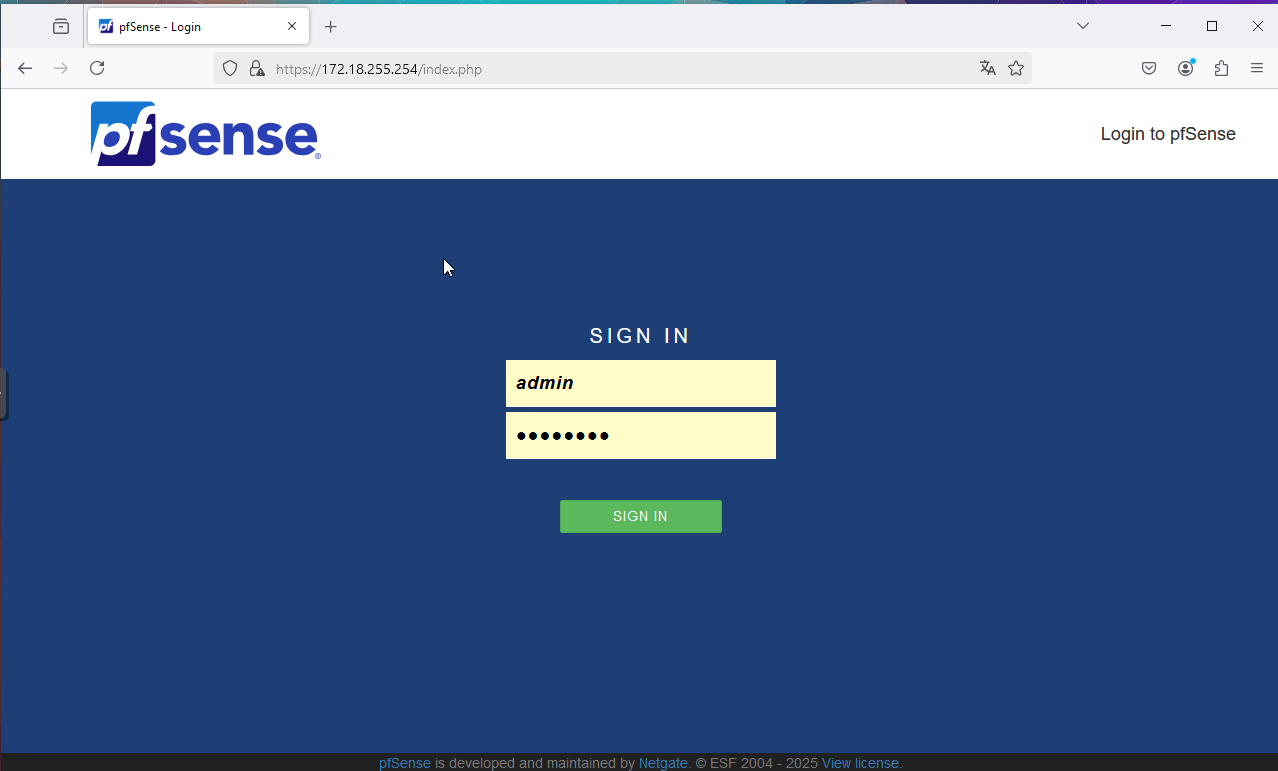 pfSense - Login
https://172.18.255.254/index.php
pfsense®
Login to pfSense
SIGN IN
admin
●●●●●●●●
SIGN IN
pfSense is developed and maintained by Netgate. © ESF 2004 - 2025 View license.